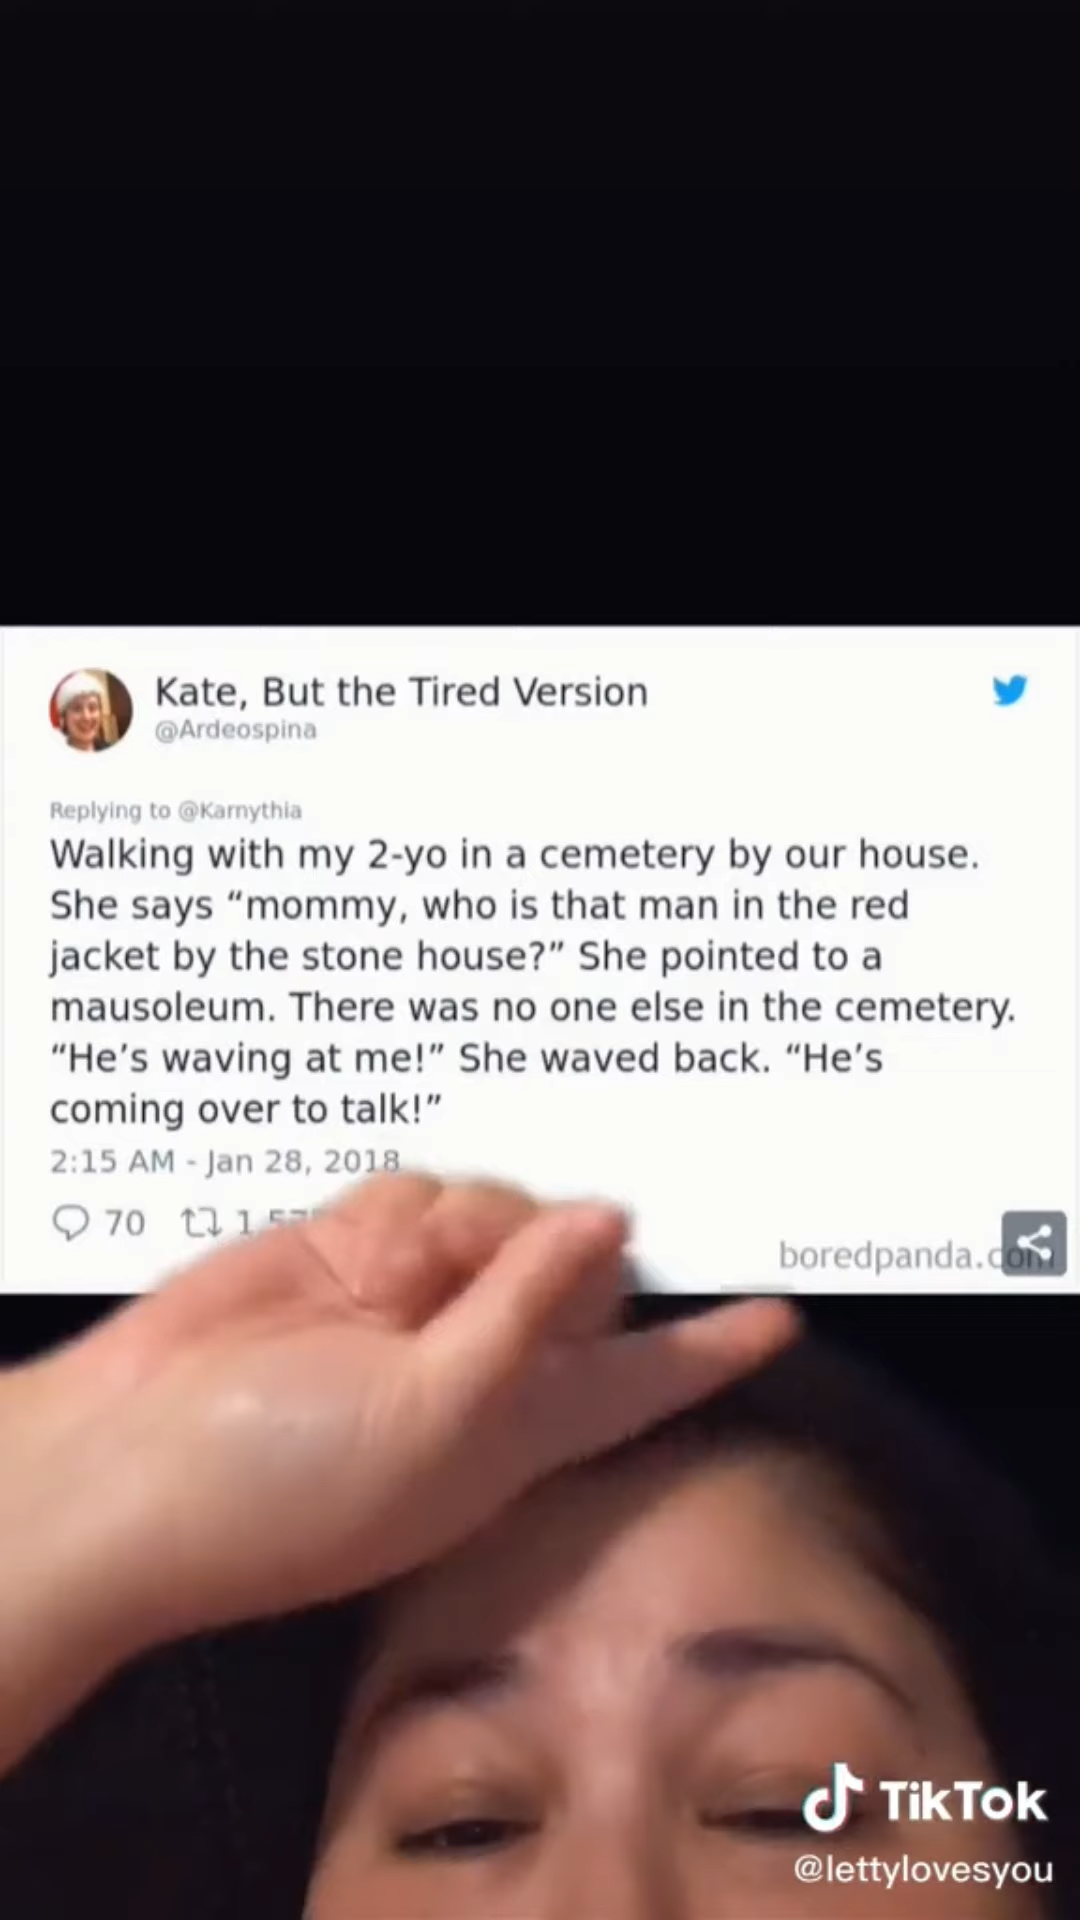 Kate, But the Tired Version
@Ardeospina
Replying to @Karnythia
Walking with my 2-yo in a cemetery by our house.
She says “mommy, who is that man in the red
jacket by the stone house?” She pointed to a
mausoleum. There was no one else in the cemetery.
“He’s waving at me!” She waved back. “He’s
coming over to talk!”
2:15 AM - Jan 28, 2018
70
boredpanda.com
TikTok
@lettylovesyou